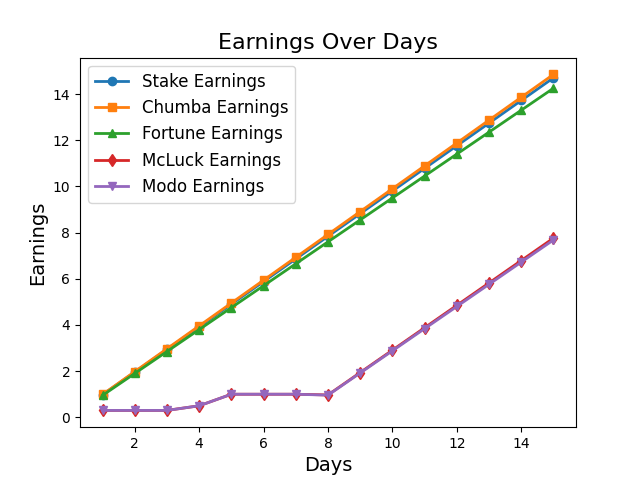 Earnings Over Days
Stake Earnings
Chumba Earnings
Fortune Earnings
McLuck Earnings
Modo Earnings
Earnings
14
12
10
8
6
4
2
0
2 4 6 8 10 12 14
Days